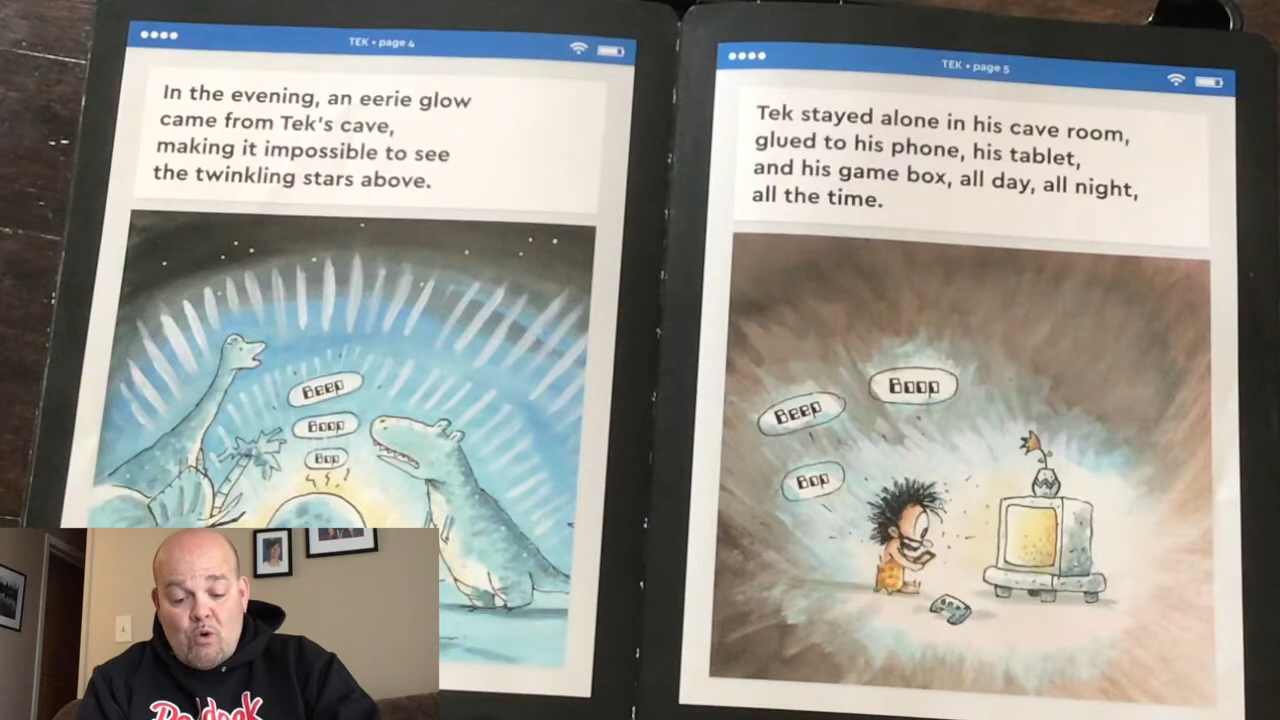 TEK • page 4
In the evening, an eerie glow
came from Tek's cave,
making it impossible to see
the twinkling stars above.
Beep
Boop
Bop
TEK • page 5
Tek stayed alone in his cave room,
glued to his phone, his tablet,
and his game box, all day, all night,
all the time.
Boop
Beep
Bop